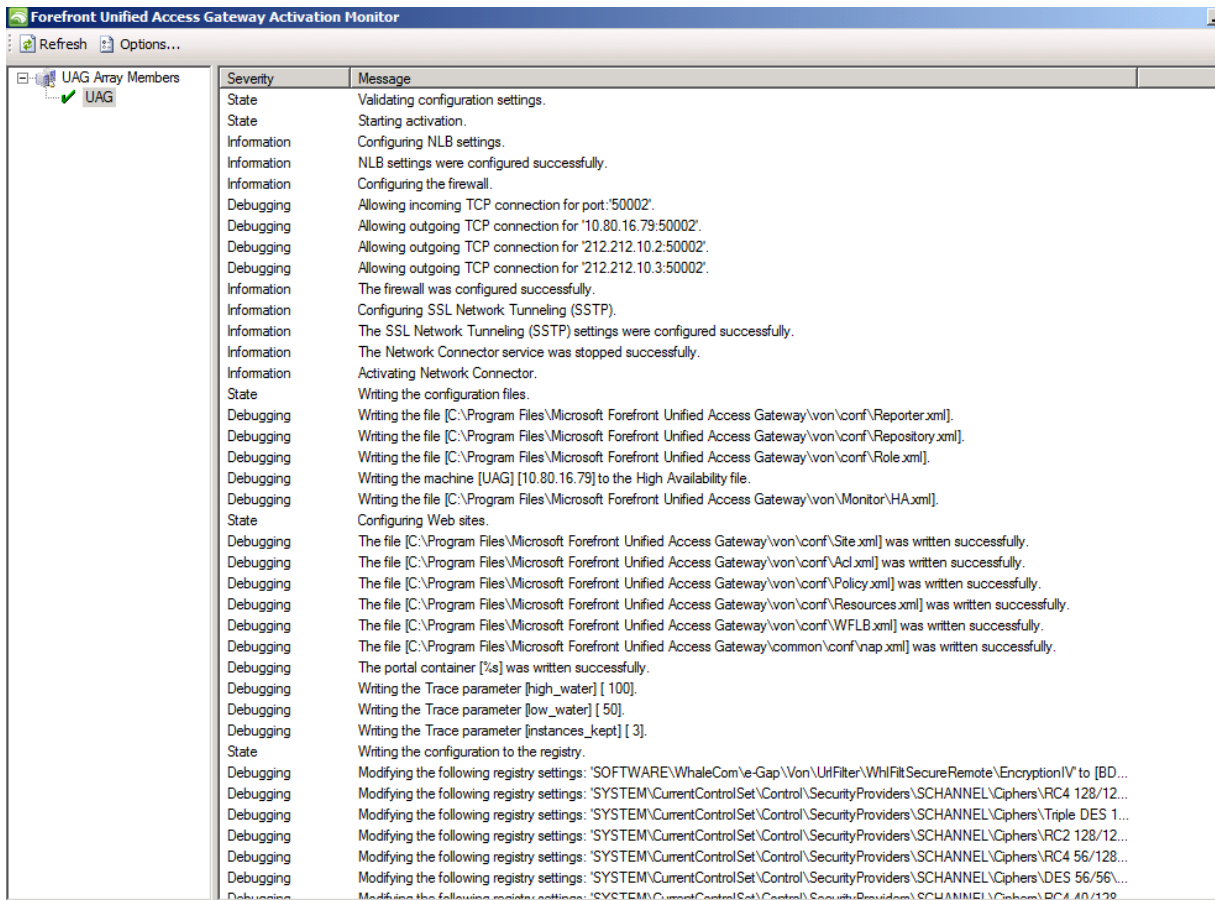 Forefront Unified Access Gateway Activation Monitor
Refresh Options...
UAG Array Members
UAG
Severity Message
State Validating configuration settings.
State Starting activation.
Information Configuring NLB settings.
Information NLB settings were configured successfully.
Information Configuring the firewall.
Debugging Allowing incoming TCP connection for port:'50002'.
Debugging Allowing outgoing TCP connection for '10.80.16.79:50002'.
Debugging Allowing outgoing TCP connection for '212.212.10.2:50002'.
Debugging Allowing outgoing TCP connection for '212.212.10.3:50002'.
Information The firewall was configured successfully.
Information Configuring SSL Network Tunneling (SSTP).
Information The SSL Network Tunneling (SSTP) settings were configured successfully.
Information The Network Connector service was stopped successfully.
Information Activating Network Connector.
State Writing the configuration files.
Debugging Writing the file [C:\Program Files\Microsoft Forefront Unified Access Gateway\von\conf\Reporter.xml].
Debugging Writing the file [C:\Program Files\Microsoft Forefront Unified Access Gateway\von\conf\Repository.xml].
Debugging Writing the file [C:\Program Files\Microsoft Forefront Unified Access Gateway\von\conf\Role.xml].
Debugging Writing the machine [UAG] [10.80.16.79] to the High Availability file.
Debugging Writing the file [C:\Program Files\Microsoft Forefront Unified Access Gateway\von\Monitor\HA.xml].
State Configuring Web sites.
Debugging The file [C:\Program Files\Microsoft Forefront Unified Access Gateway\von\conf\Site.xml] was written successfully.
Debugging The file [C:\Program Files\Microsoft Forefront Unified Access Gateway\von\conf\Acl.xml] was written successfully.
Debugging The file [C:\Program Files\Microsoft Forefront Unified Access Gateway\von\conf\Policy.xml] was written successfully.
Debugging The file [C:\Program Files\Microsoft Forefront Unified Access Gateway\von\conf\Resources.xml] was written successfully.
Debugging The file [C:\Program Files\Microsoft Forefront Unified Access Gateway\von\conf\WFLB.xml] was written successfully.
Debugging The file [C:\Program Files\Microsoft Forefront Unified Access Gateway\common\conf\nap.xml] was written successfully.
Debugging The portal container [%s] was written successfully.
Debugging Writing the Trace parameter [high_water] [ 100].
Debugging Writing the Trace parameter [low_water] [ 50].
Debugging Writing the Trace parameter [instances_kept] [ 3].
State Writing the configuration to the registry.
Debugging Modifying the following registry settings: 'SOFTWARE\WhaleCom\e-Gap\Von\UrlFilter\WhlFiltSecureRemote\EncryptionIV' to [BD...
Debugging Modifying the following registry settings: 'SYSTEM\CurrentControlSet\Control\SecurityProviders\SCHANNEL\Ciphers\RC4 128/12...
Debugging Modifying the following registry settings: 'SYSTEM\CurrentControlSet\Control\SecurityProviders\SCHANNEL\Ciphers\Triple DES 1...
Debugging Modifying the following registry settings: 'SYSTEM\CurrentControlSet\Control\SecurityProviders\SCHANNEL\Ciphers\RC2 128/12...
Debugging Modifying the following registry settings: 'SYSTEM\CurrentControlSet\Control\SecurityProviders\SCHANNEL\Ciphers\RC4 56/128...
Debugging Modifying the following registry settings: 'SYSTEM\CurrentControlSet\Control\SecurityProviders\SCHANNEL\Ciphers\DES 56/56\...
Debugging Modifying the following registry settings: 'SYSTEM\CurrentControlSet\Control\SecurityProviders\SCHANNEL\Ciphers\RC4 40/128